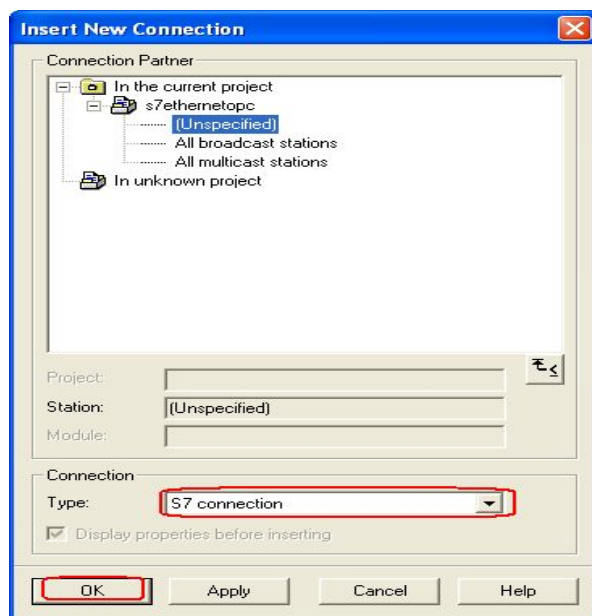 Insert New Connection
Connection Partner
In the current project
s7ethernetopc
(Unspecified)
All broadcast stations
All multicast stations
In unknown project
Project:
Station: (Unspecified)
Module:
Connection
Type: S7 connection
Display properties before inserting
OK Apply Cancel Help